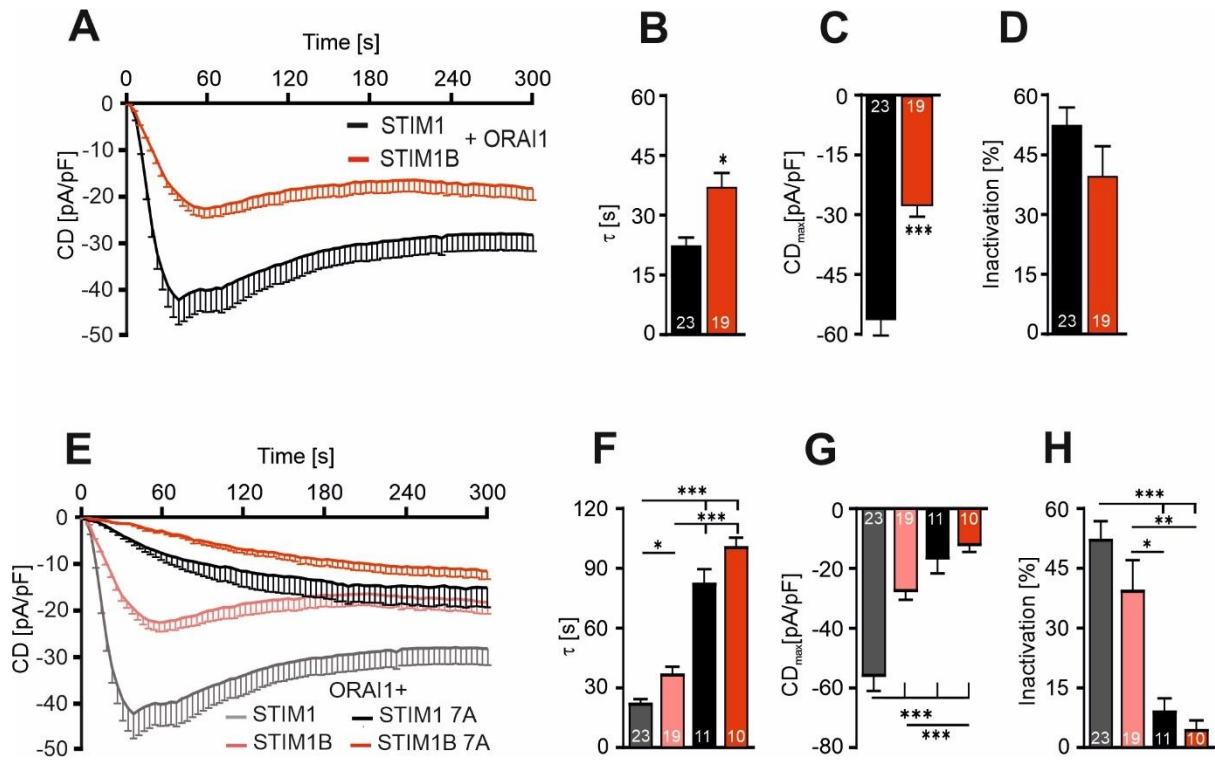 A
Time [s]
0 60 120 180 240 300
0
-10
-20
-30
-40
-50
CD [pA/pF]
STIM1
STIM1B
+ ORAI1
B
60
45
30
15
0
τ [s]
*
23 19
C
0
-15
-30
-45
-60
CDmax[pA/pF]
23 19
***
D
60
45
30
15
0
Inactivation [%]
23 19
E
Time [s]
0 60 120 180 240 300
0
-10
-20
-30
-40
-50
CD [pA/pF]
ORAI1+
STIM1 STIM1 7A
STIM1B STIM1B 7A
F
120
90
60
30
0
τ [s]
***
***
*
23 19 11 10
G
0
-20
-40
-60
-80
CDmax[pA/pF]
23 19 11 10
***
***
H
60
45
30
15
0
Inactivation [%]
***
**
*
23 19 11 10